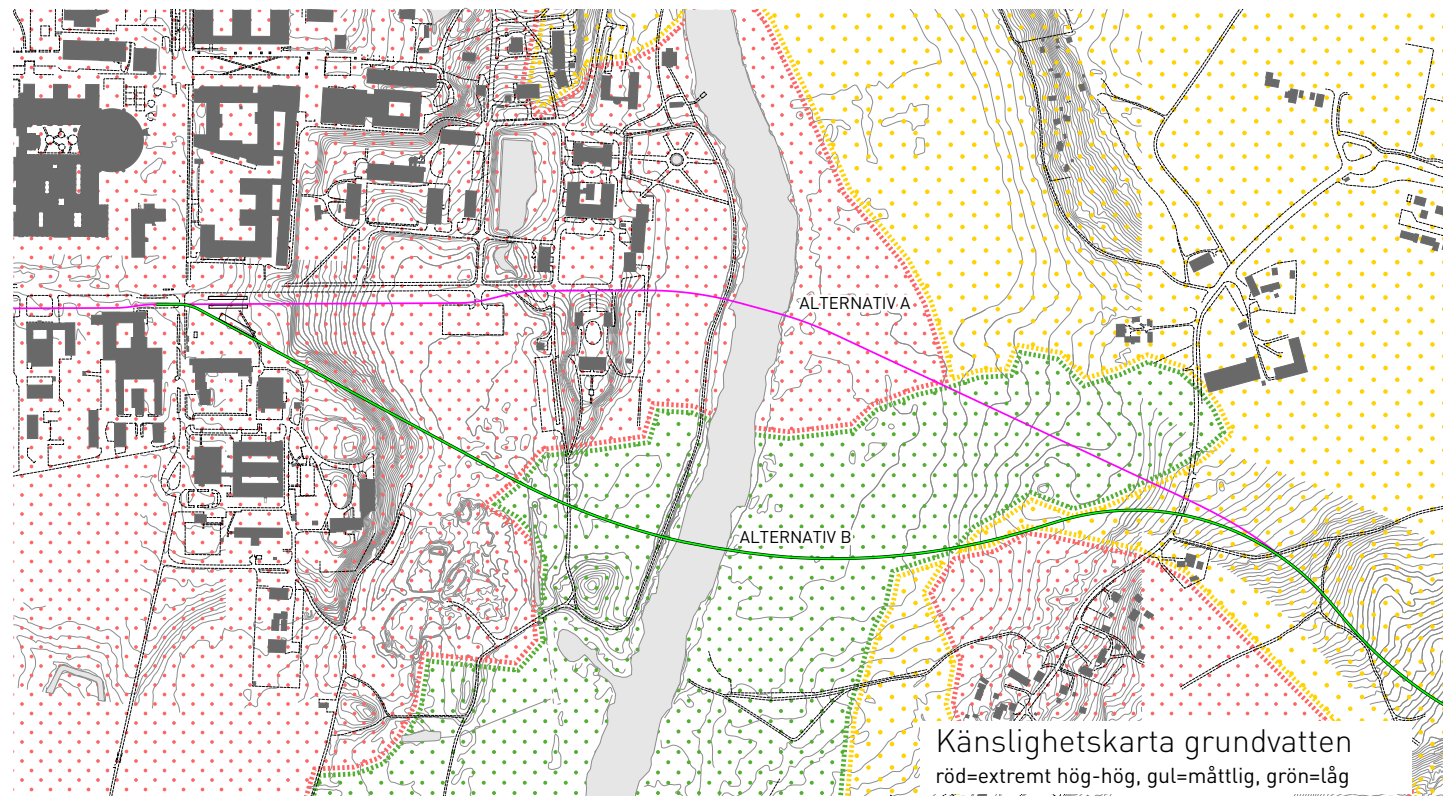 ALTERNATIV A
ALTERNATIV B
Känslighetskarta grundvatten
röd=extremt hög-hög, gul=måttlig, grön=låg